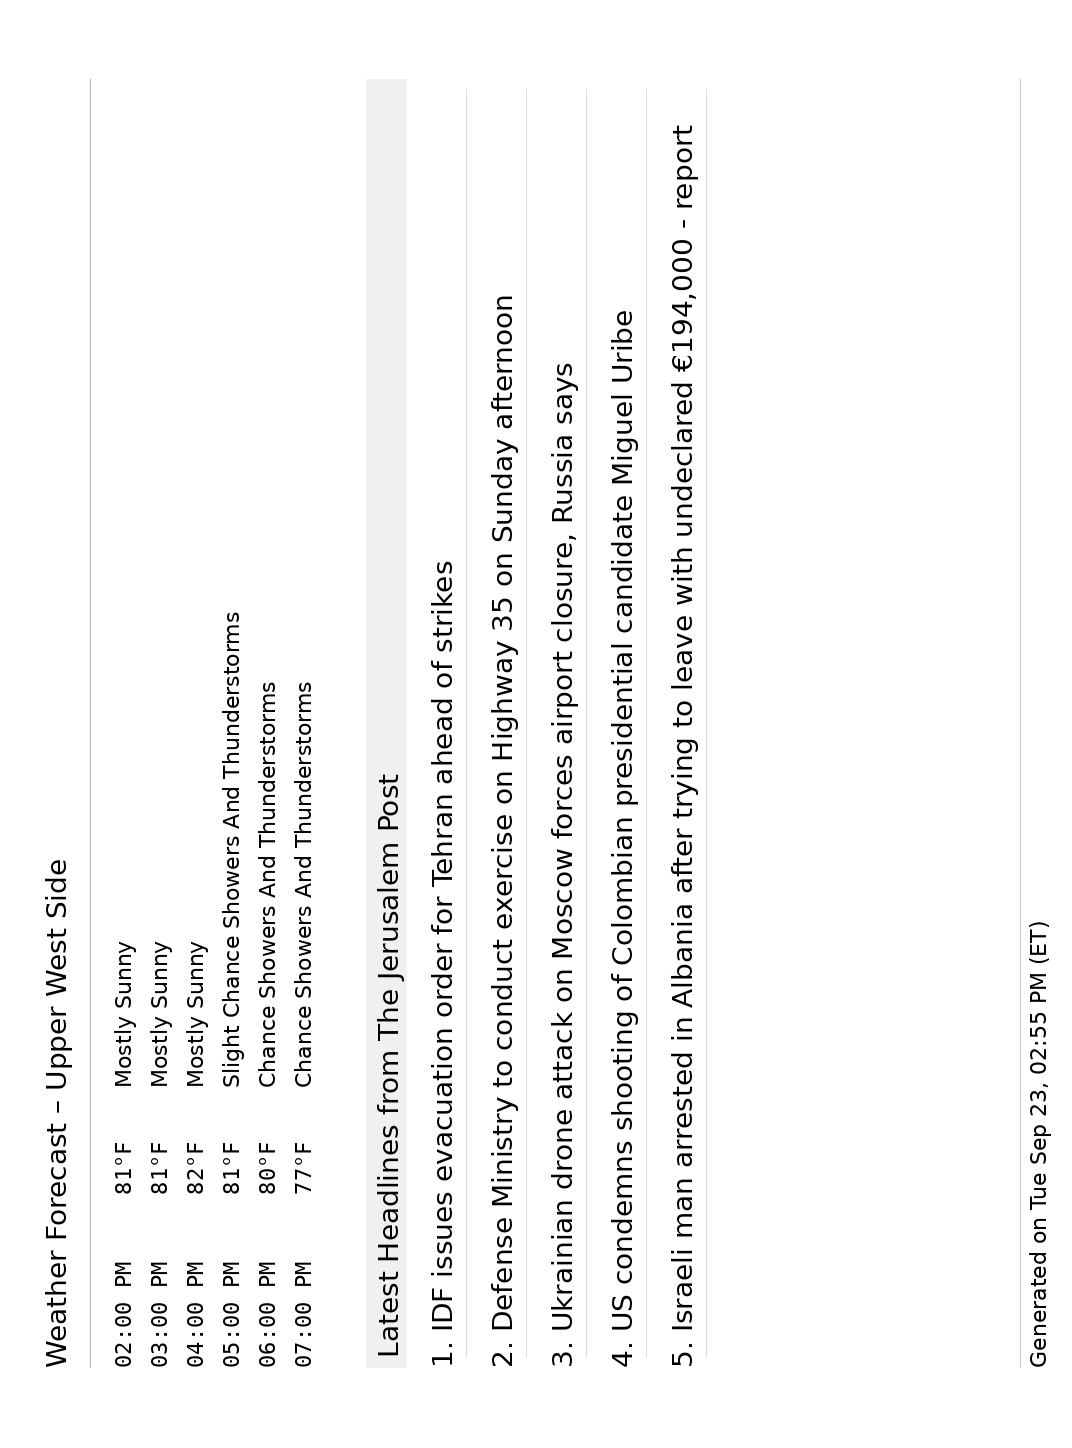 Weather Forecast – Upper West Side
02:00 PM 81°F Mostly Sunny
03:00 PM 81°F Mostly Sunny
04:00 PM 82°F Mostly Sunny
05:00 PM 81°F Slight Chance Showers And Thunderstorms
06:00 PM 80°F Chance Showers And Thunderstorms
07:00 PM 77°F Chance Showers And Thunderstorms
Latest Headlines from The Jerusalem Post
1. IDF issues evacuation order for Tehran ahead of strikes
2. Defense Ministry to conduct exercise on Highway 35 on Sunday afternoon
3. Ukrainian drone attack on Moscow forces airport closure, Russia says
4. US condemns shooting of Colombian presidential candidate Miguel Uribe
5. Israeli man arrested in Albania after trying to leave with undeclared €194,000 - report
Generated on Tue Sep 23, 02:55 PM (ET)